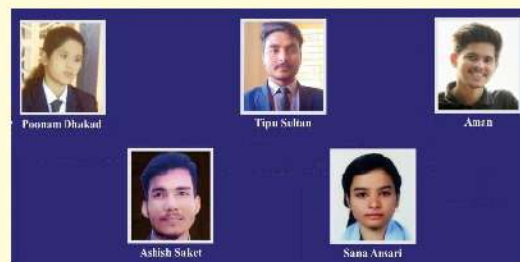 Poonam Dhakad
Tipu Sultan
Aman
Ashish Saket
Sana Ansari